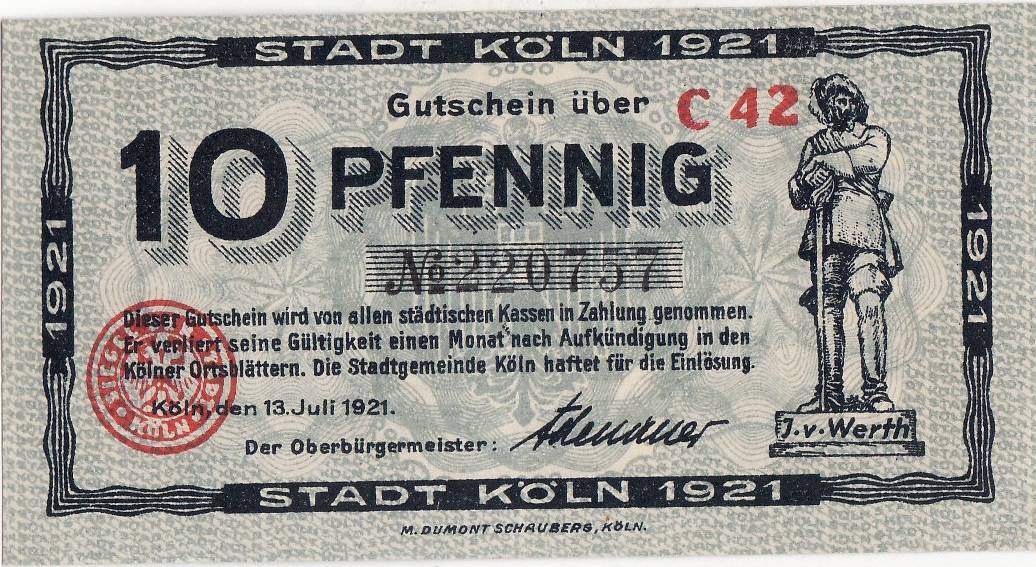 STADT KÖLN 1921
Gutschein über
C 42
10 PFENNIG
№220757
Dieser Gutschein wird von allen städtischen Kassen in Zahlung genommen.
Er verliert seine Gültigkeit einen Monat nach Aufkündigung in den
Kölner Ortsblättern. Die Stadtgemeinde Köln haftet für die Einlösung.
Köln, den 13. Juli 1921.
Der Oberbürgermeister: Adenauer
J.v.Werth
KÖLN
1921
1921
STADT KÖLN 1921
M. DUMONT SCHAUBERG, KÖLN.